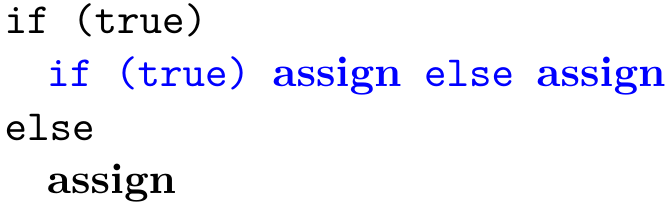 if (true)
if (true) assign else assign
else
assign